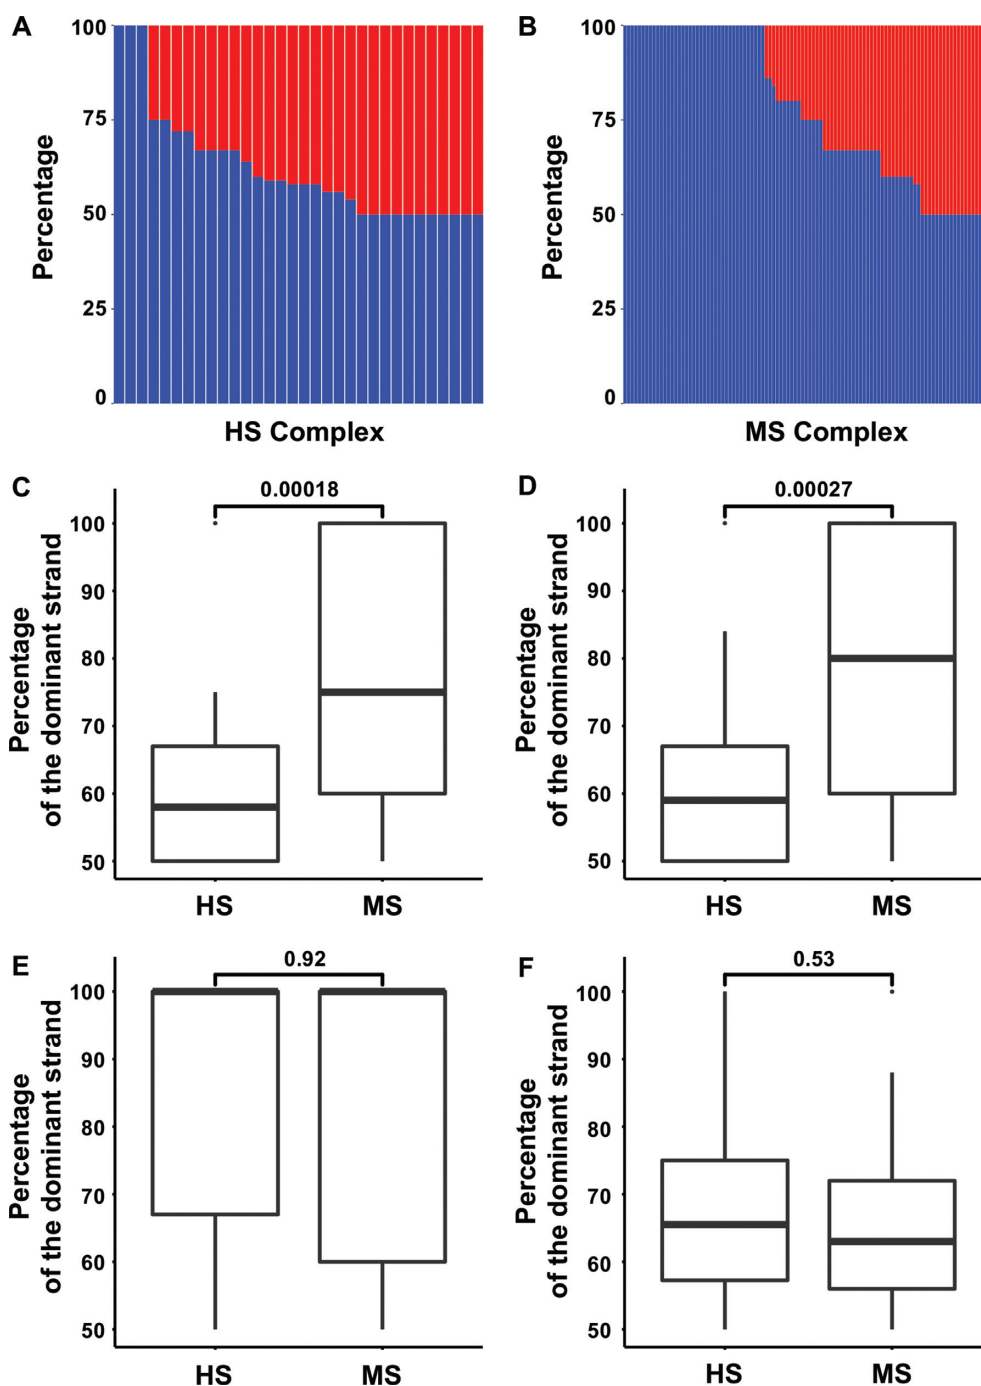 A
100
75
50
25
0
Percentage
HS Complex
B
100
75
50
25
0
Percentage
MS Complex
C
0.00018
100
90
80
70
60
50
Percentage
of the dominant strand
HS
MS
D
0.00027
100
90
80
70
60
50
Percentage
of the dominant strand
HS
MS
E
0.92
100
90
80
70
60
50
Percentage
of the dominant strand
HS
MS
F
0.53
100
90
80
70
60
50
Percentage
of the dominant strand
HS
MS